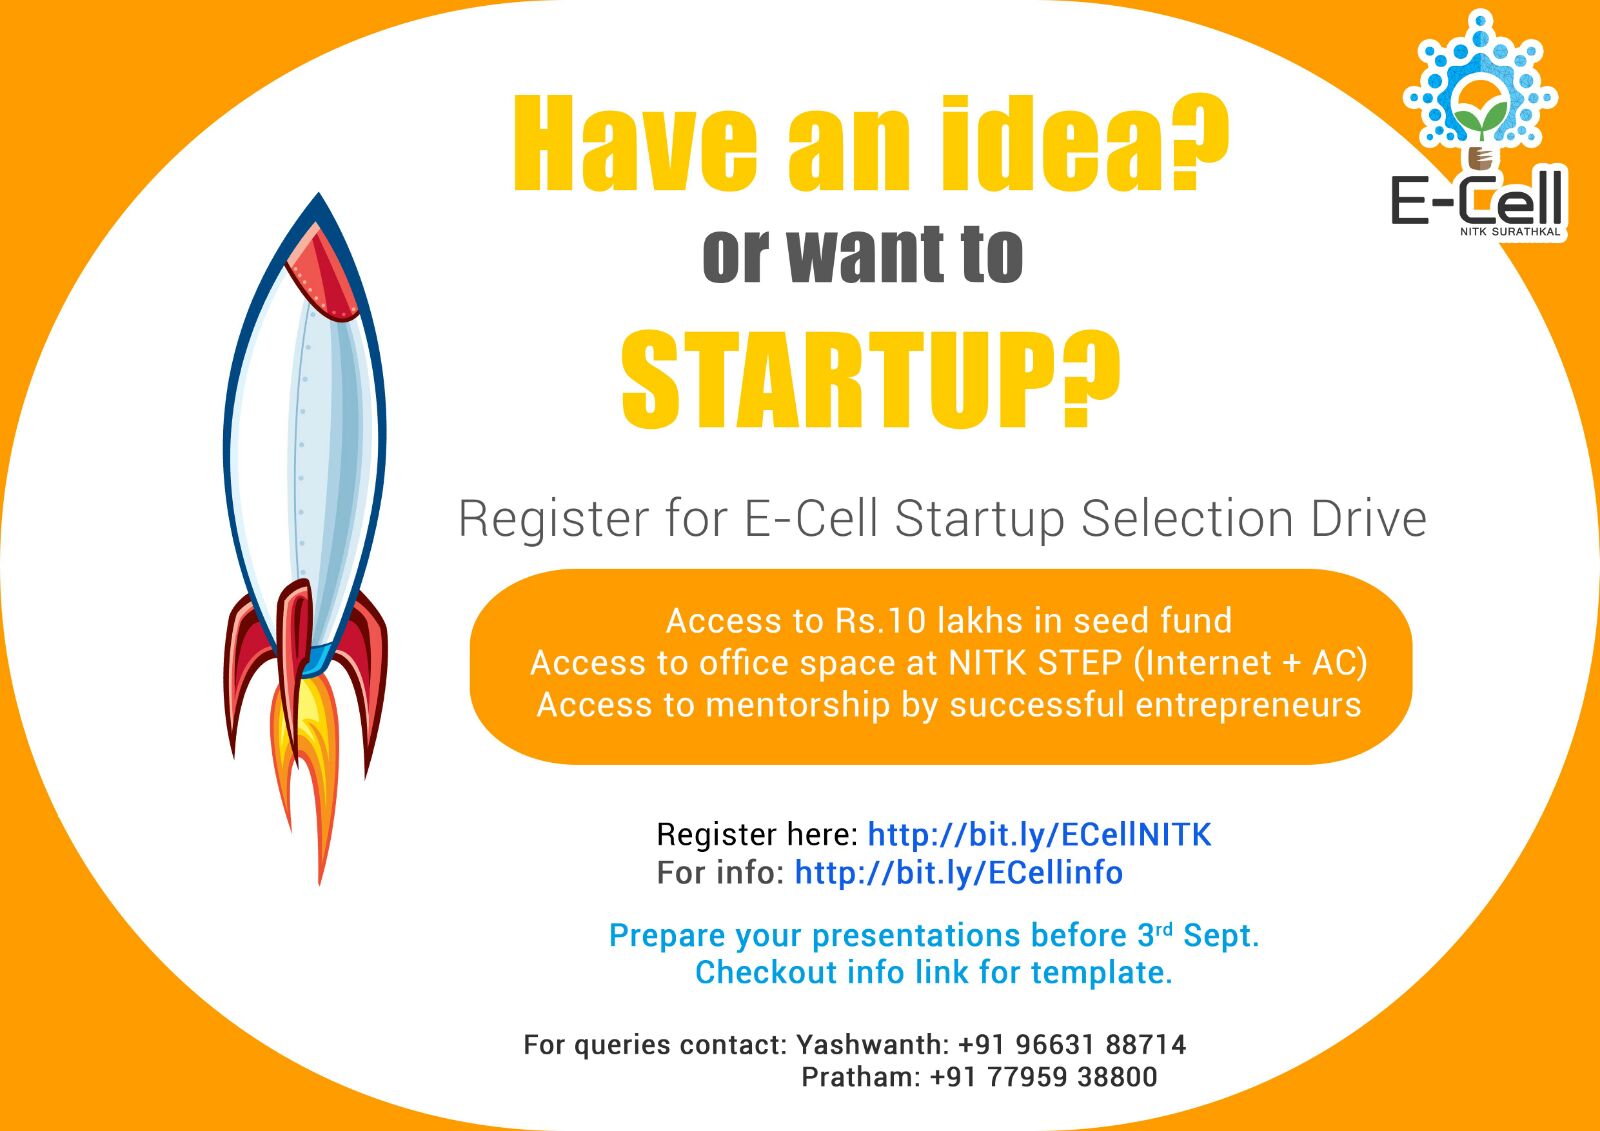 E-Cell
NITK SURATHKAL
Have an idea?
or want to
STARTUP?
Register for E-Cell Startup Selection Drive
Access to Rs.10 lakhs in seed fund
Access to office space at NITK STEP (Internet + AC)
Access to mentorship by successful entrepreneurs
Register here: http://bit.ly/ECellNITK
For info: http://bit.ly/ECellinfo
Prepare your presentations before 3rd Sept.
Checkout info link for template.
For queries contact: Yashwanth: +91 96631 88714
Pratham: +91 77959 38800